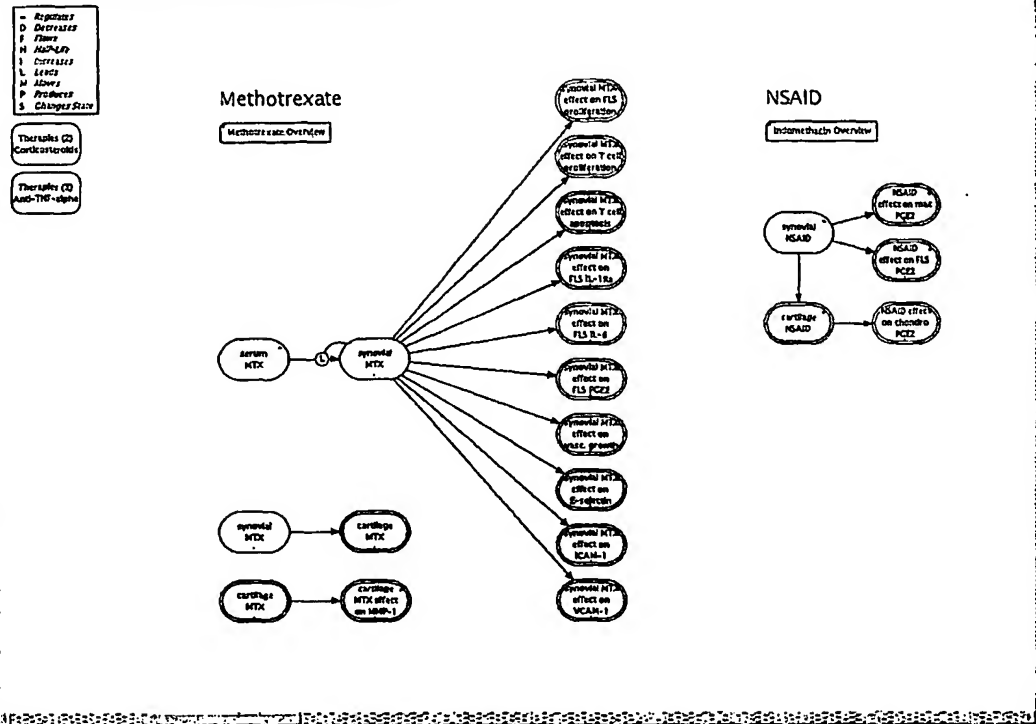 = Regulates
D Decreases
F Flows
H Half-Life
I Increases
L Leads
M Moves
P Produces
S Changes State
Therapies (2)
Corticosteroids
Therapies (3)
Anti-TNF-alpha
Methotrexate
Methotrexate Overview
serum
MTX
L
synovial
MTX
synovial MTX
effect on FLS
proliferation
synovial MTX
effect on T cell
proliferation
synovial MTX
effect on T cell
apoptosis
synovial MTX
effect on
FLS IL-1Ra
synovial MTX
effect on
FLS IL-6
synovial MTX
effect on
FLS PGE2
synovial MTX
effect on
vasc. growth
synovial MTX
effect on
E-selectin
synovial MTX
effect on
ICAM-1
synovial MTX
effect on
VCAM-1
synovial
MTX
cartilage
MTX
cartilage
MTX
cartilage
MTX effect
on MMP-1
NSAID
Indomethacin Overview
synovial
NSAID
NSAID
effect on mac
PGE2
NSAID
effect on FLS
PGE2
cartilage
NSAID
NSAID effect
on chondro
PGE2